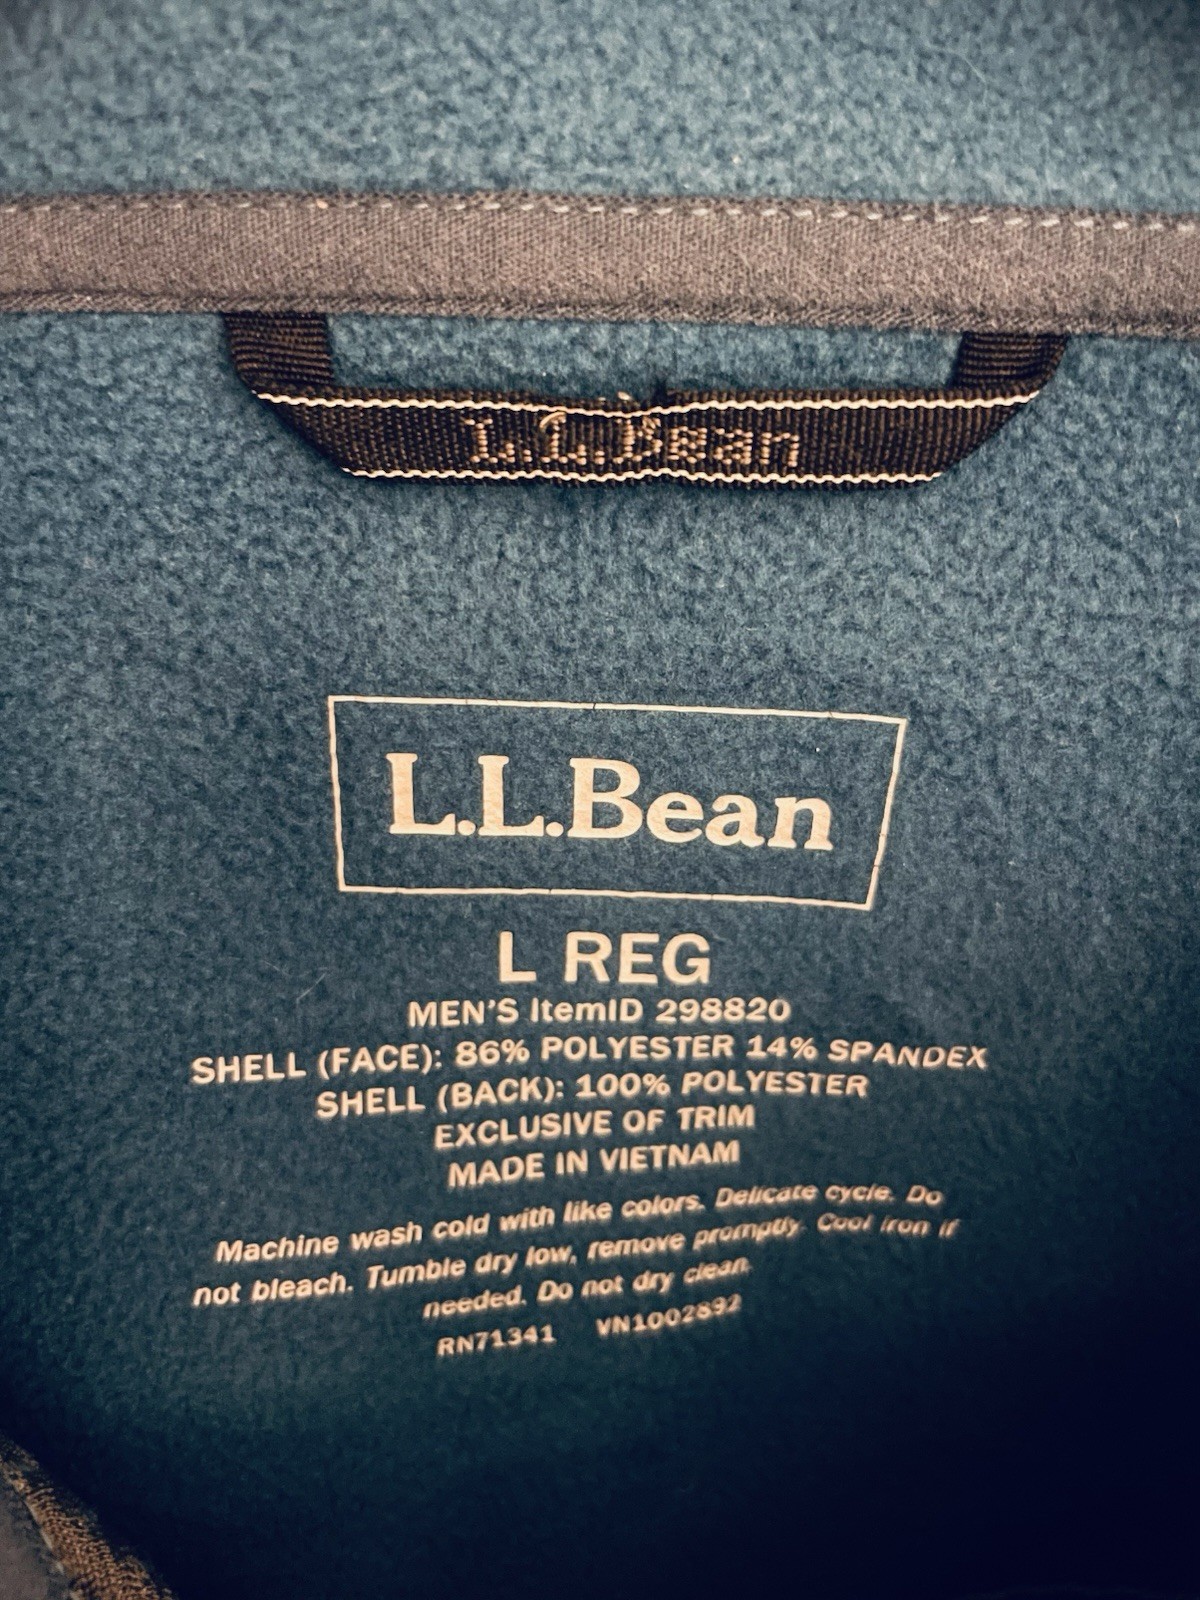 L.L.Bean
L.L.Bean
L REG
MEN'S ItemID 298820
SHELL (FACE): 86% POLYESTER 14% SPANDEX
SHELL (BACK): 100% POLYESTER
EXCLUSIVE OF TRIM
MADE IN VIETNAM
Machine wash cold with like colors. Delicate cycle. Do
not bleach. Tumble dry low, remove promptly. Cool iron if
needed. Do not dry clean.
RN71341 VN1002892